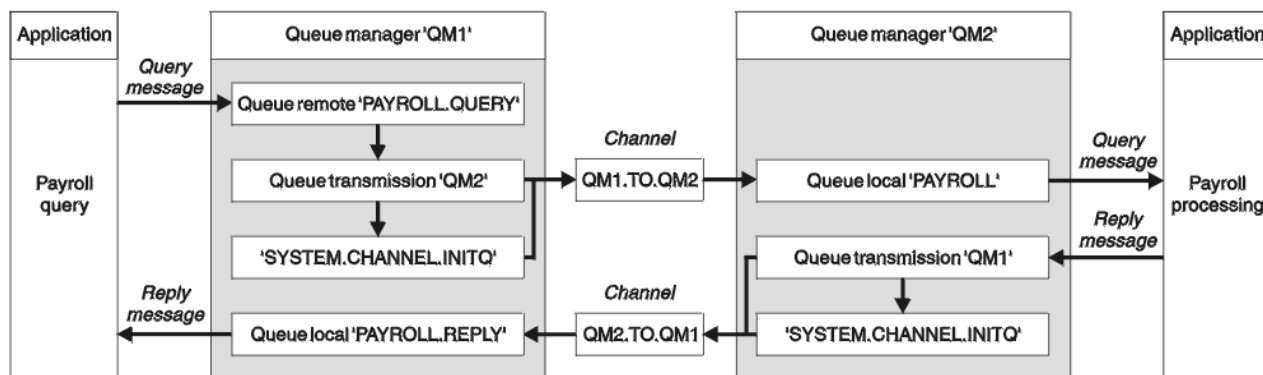 Application
Queue manager 'QM1'
Queue manager 'QM2'
Application
Query
message
Queue remote 'PAYROLL.QUERY'
Channel
Query
message
Payroll
query
Queue transmission 'QM2'
QM1.TO.QM2
Queue local 'PAYROLL'
Payroll
processing
'SYSTEM.CHANNEL.INITQ'
Reply
message
Queue transmission 'QM1'
Reply
message
Channel
Queue local 'PAYROLL.REPLY'
QM2.TO.QM1
'SYSTEM.CHANNEL.INITQ'